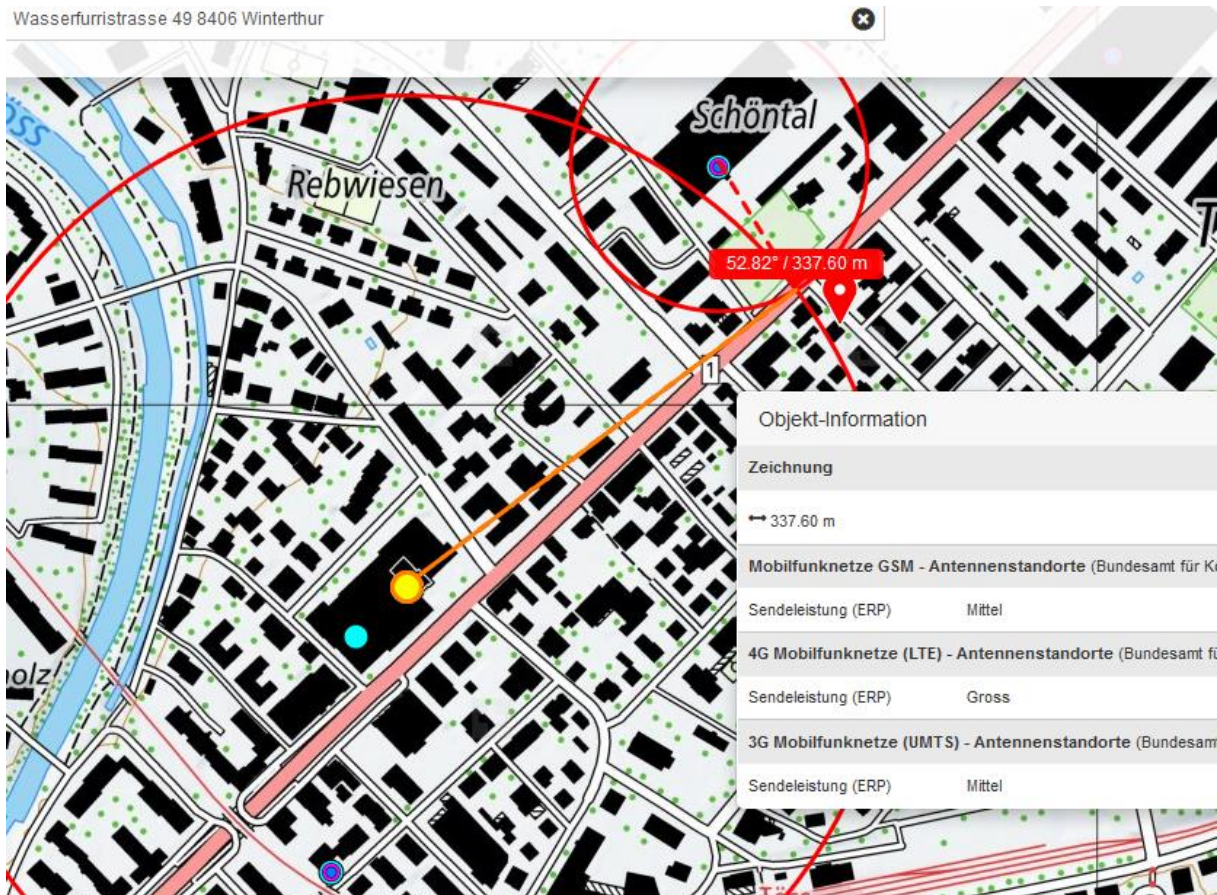 Wasserfurristrasse 49 8406 Winterthur
Schöntal
Rebwiesen
52.82° / 337.60 m
1
Objekt-Information
Zeichnung
337.60 m
Mobilfunknetze GSM - Antennenstandorte (Bundesamt für K
Sendeleistung (ERP) Mittel
4G Mobilfunknetze (LTE) - Antennenstandorte (Bundesamt fü
Sendeleistung (ERP) Gross
3G Mobilfunknetze (UMTS) - Antennenstandorte (Bundesam
Sendeleistung (ERP) Mittel
olz